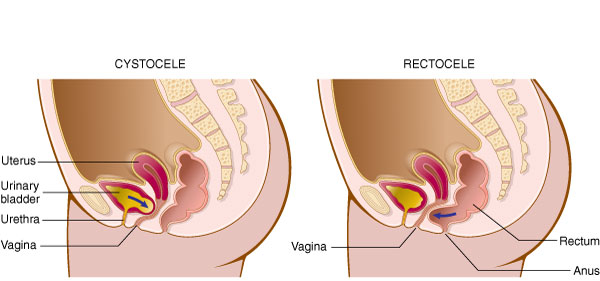 CYSTOCELE
Uterus
Urinary
bladder
Urethra
Vagina
RECTOCELE
Vagina
Rectum
Anus